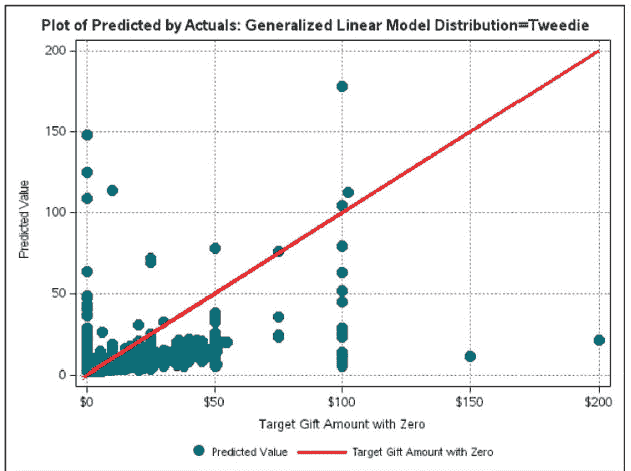 Plot of Predicted by Actuals: Generalized Linear Model Distribution=Tweedie
200
150
100
50
0
Predicted Value
$0
$50
$100
$150
$200
Target Gift Amount with Zero
Predicted Value
Target Gift Amount with Zero